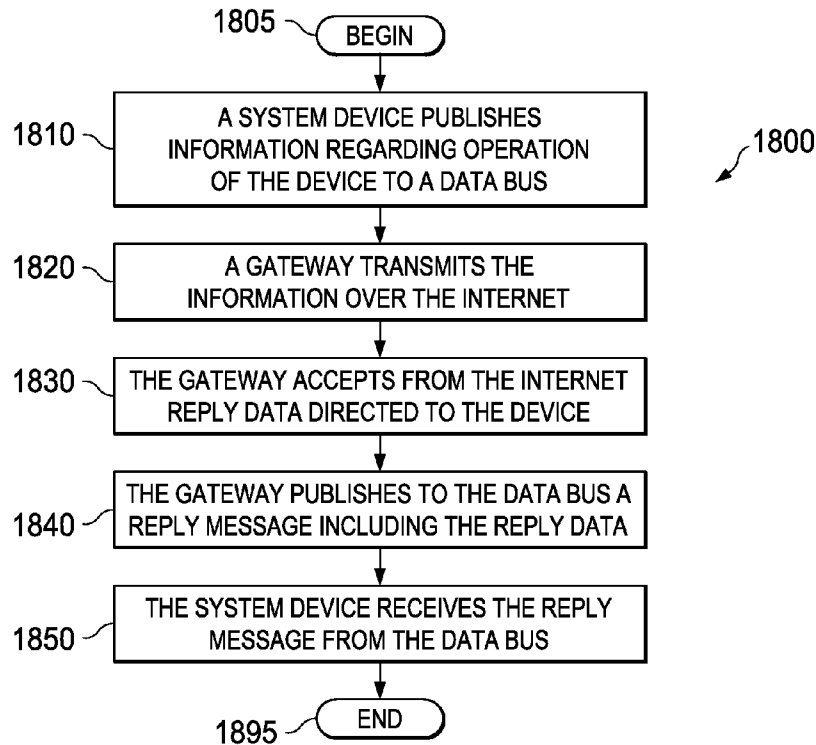 1805
BEGIN
1810
A SYSTEM DEVICE PUBLISHES
INFORMATION REGARDING OPERATION
OF THE DEVICE TO A DATA BUS
1800
1820
A GATEWAY TRANSMITS THE
INFORMATION OVER THE INTERNET
1830
THE GATEWAY ACCEPTS FROM THE INTERNET
REPLY DATA DIRECTED TO THE DEVICE
1840
THE GATEWAY PUBLISHES TO THE DATA BUS A
REPLY MESSAGE INCLUDING THE REPLY DATA
1850
THE SYSTEM DEVICE RECEIVES THE REPLY
MESSAGE FROM THE DATA BUS
1895
END